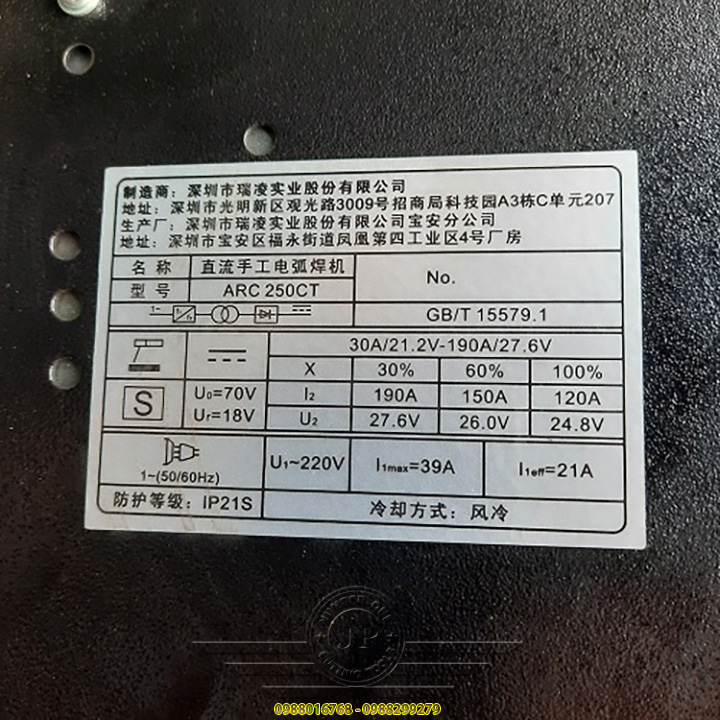 制造商：深圳市瑞凌实业股份有限公司
地址：深圳市光明新区观光路3009号招商局科技园A3栋C单元207
生产厂：深圳市瑞凌实业股份有限公司宝安分公司
地址：深圳市宝安区福永街道凤凰第四工业区4号厂房
名称 直流手工电弧焊机 No.
型号 ARC 250CT
1~ GB/T 15579.1
30A/21.2V-190A/27.6V
X 30% 60% 100%
S U₀=70V I₂ 190A 150A 120A
Ur=18V U₂ 27.6V 26.0V 24.8V
1~(50/60Hz) U₁~220V I₁max=39A I₁eff=21A
防护等级：IP21S 冷却方式：风冷
JP
0988016768 - 0988299279